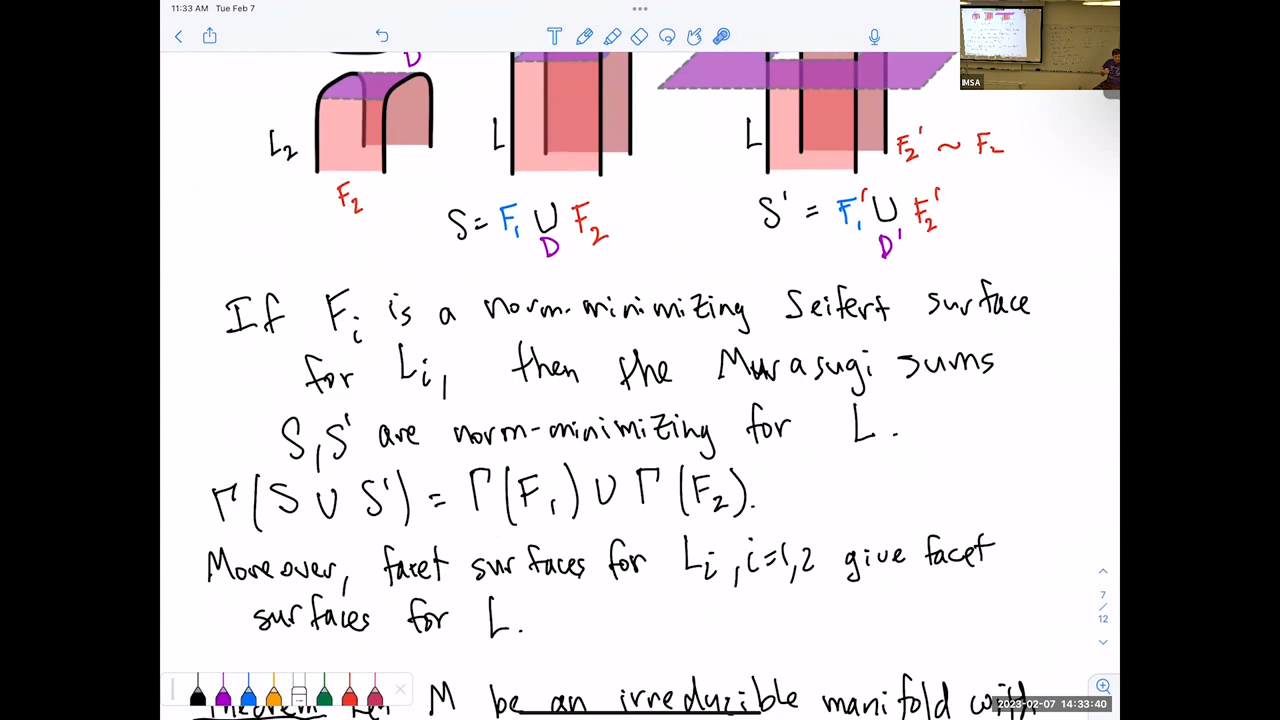 11:33 AM Tue Feb 7
IMSA
D
L₂
L
L
F₂' ~ F₂
F₂
S = F₁ ∪ F₂
D
S' = F₁' ∪ F₂'
D'
If Fᵢ is a norm-minimizing Seifert surface
for Lᵢ, then the Murasugi sums
S, S' are norm-minimizing for L.
Γ(S ∪ S') = Γ(F₁) ∪ Γ(F₂).
Moreover, facet surfaces for Lᵢ, i=1,2 give facet
surfaces for L.
7
/
12
Theorem Let M be an irreducible manifold with
2023-02-07 14:33:40